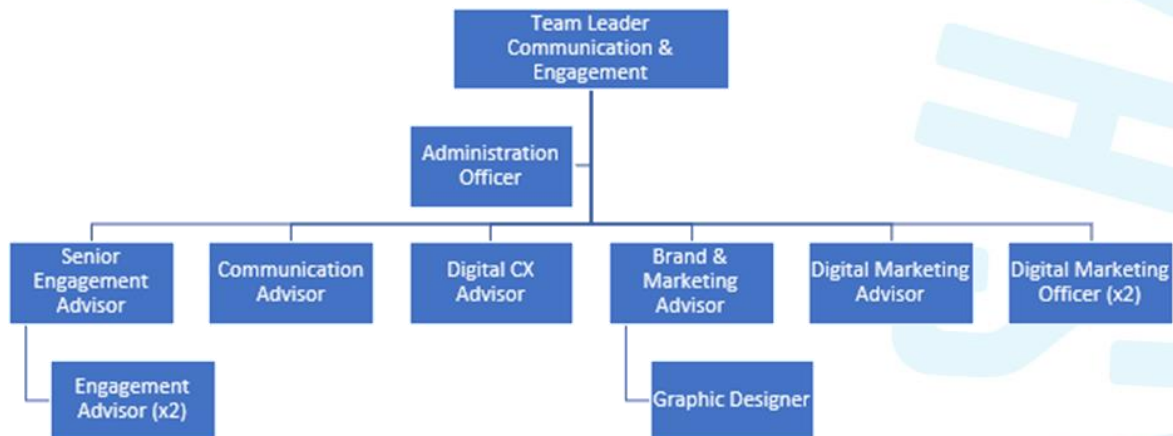 Team Leader
Communication &
Engagement
Administration
Officer
Senior
Engagement
Advisor
Communication
Advisor
Digital CX
Advisor
Brand &
Marketing
Advisor
Digital Marketing
Advisor
Digital Marketing
Officer (x2)
Engagement
Advisor (x2)
Graphic Designer